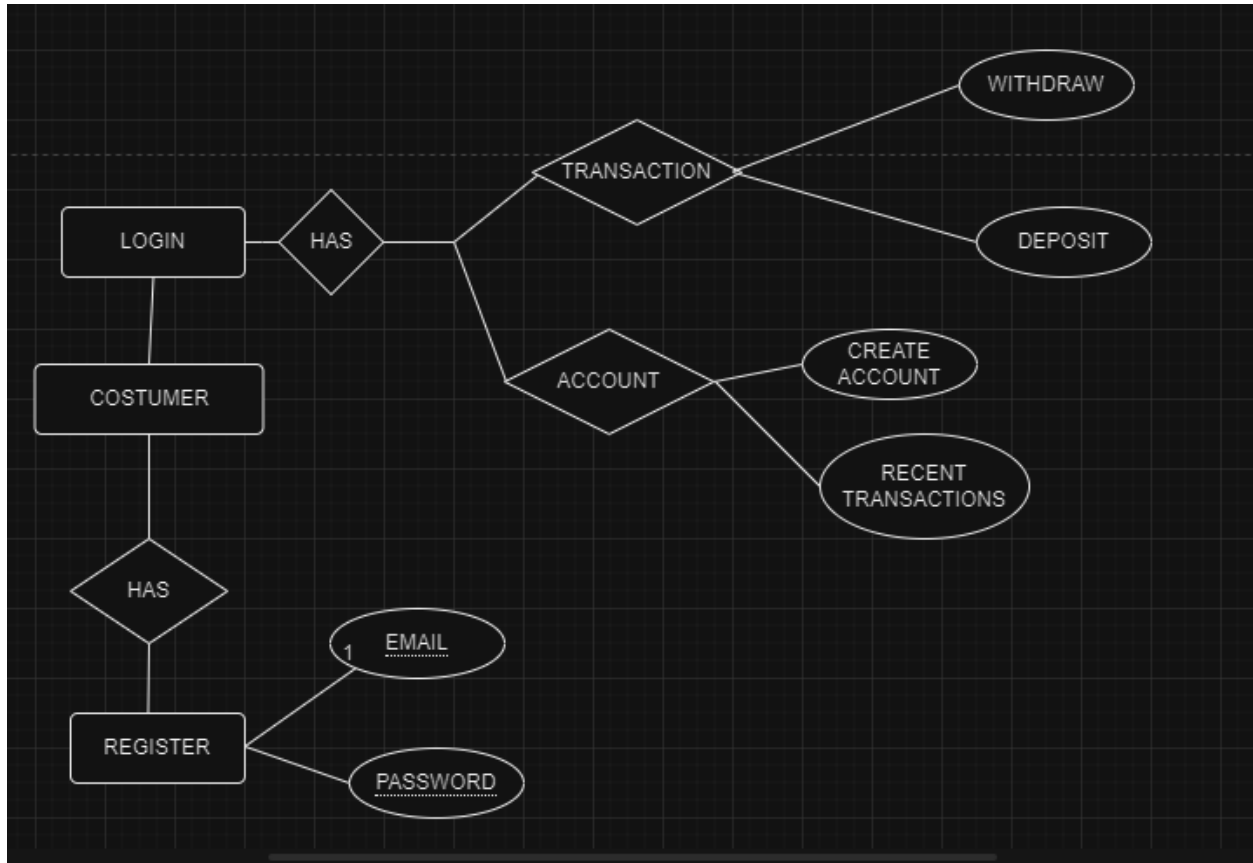 WITHDRAW
TRANSACTION
LOGIN
HAS
DEPOSIT
CREATE
ACCOUNT
ACCOUNT
COSTUMER
RECENT
TRANSACTIONS
HAS
1
EMAIL
REGISTER
PASSWORD